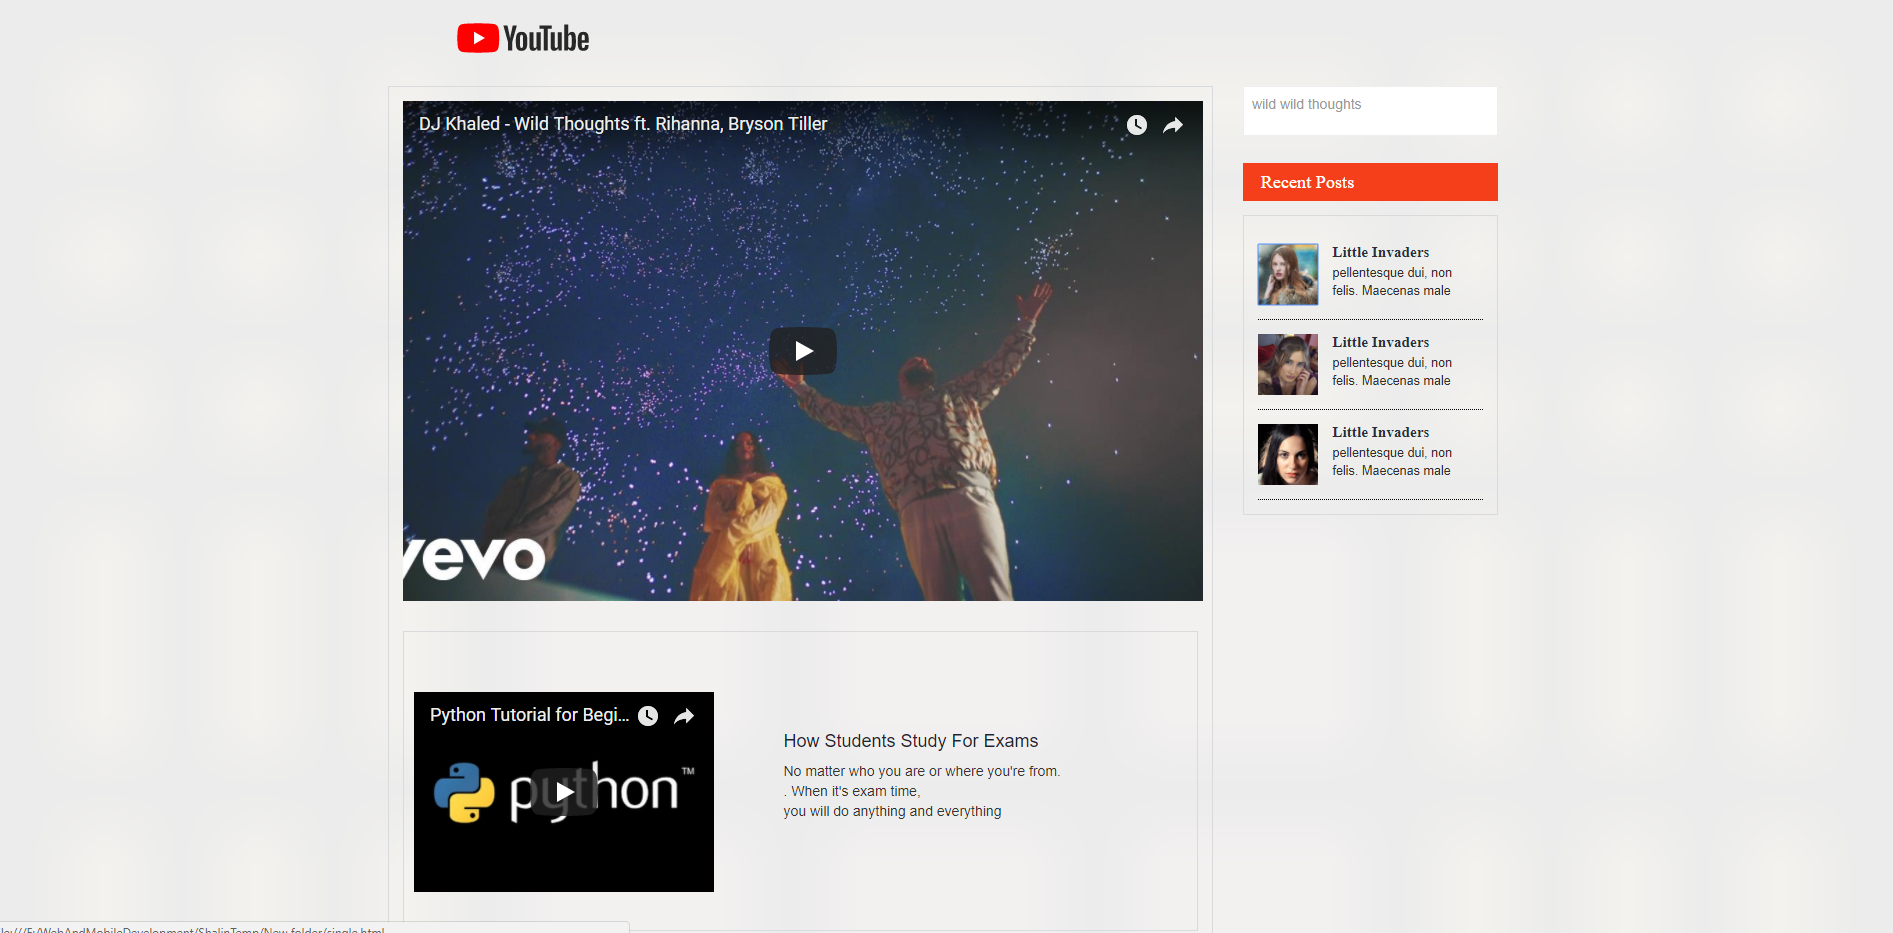 YouTube
DJ Khaled - Wild Thoughts ft. Rihanna, Bryson Tiller
vevo
wild wild thoughts
Recent Posts
Little Invaders
pellentesque dui, non
felis. Maecenas male
Little Invaders
pellentesque dui, non
felis. Maecenas male
Little Invaders
pellentesque dui, non
felis. Maecenas male
Python Tutorial for Begi...
python™
How Students Study For Exams
No matter who you are or where you're from.
. When it's exam time,
you will do anything and everything